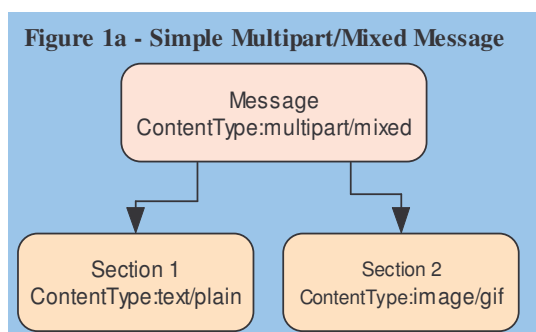 Figure 1a - Simple Multipart/Mixed Message
Message
ContentType:multipart/mixed
Section 1
ContentType:text/plain
Section 2
ContentType:image/gif